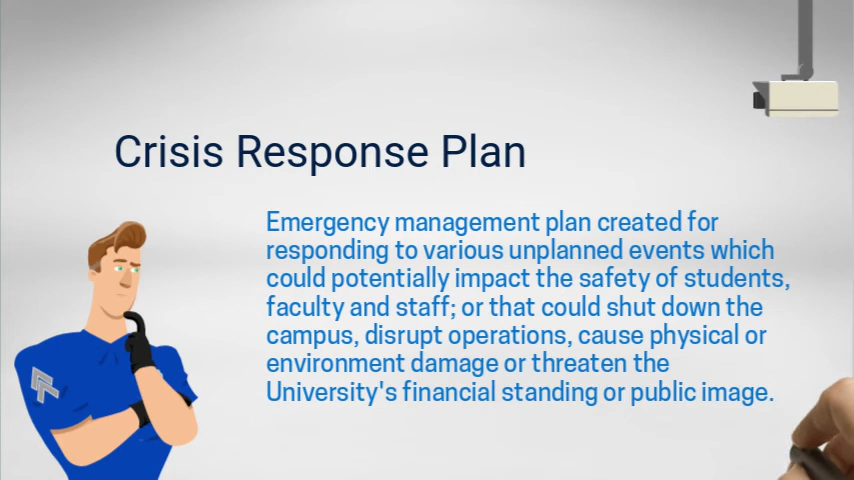 Crisis Response Plan
Emergency management plan created for
responding to various unplanned events which
could potentially impact the safety of students,
faculty and staff; or that could shut down the
campus, disrupt operations, cause physical or
environment damage or threaten the
University's financial standing or public image.